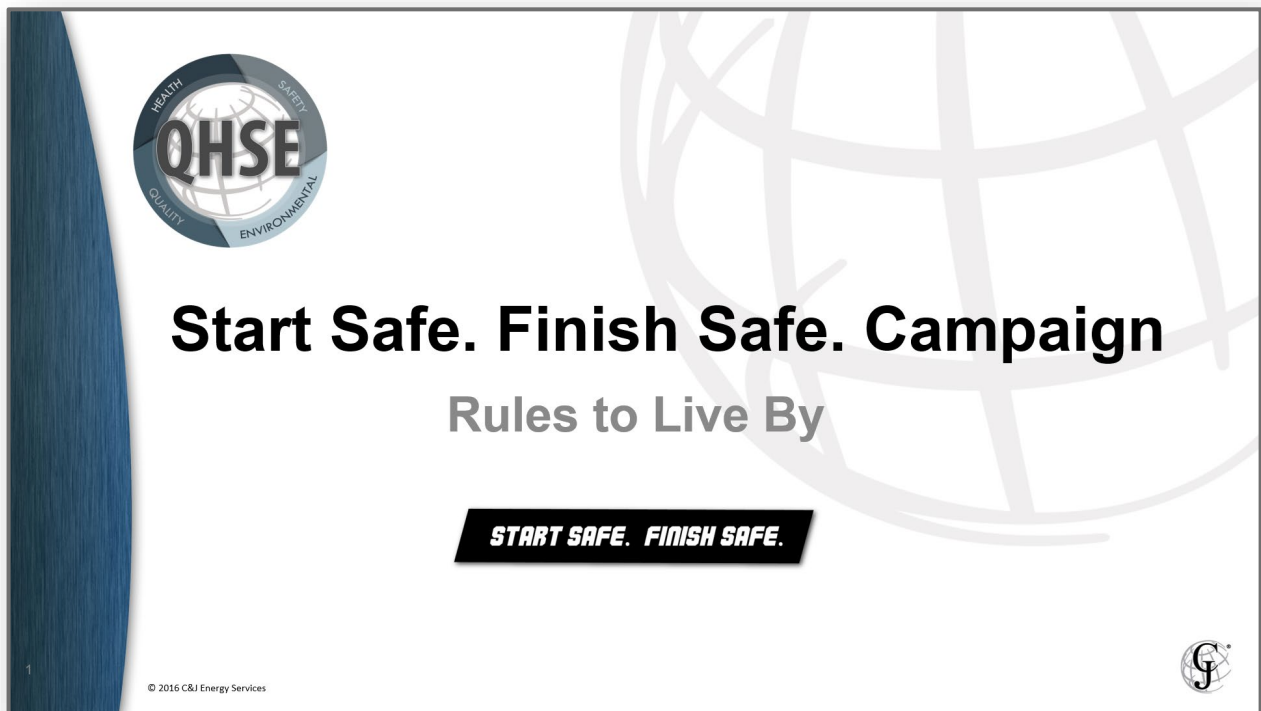 HEALTH
SAFETY
QHSE
QUALITY
ENVIRONMENTAL
Start Safe. Finish Safe. Campaign
Rules to Live By
START SAFE. FINISH SAFE.
1
© 2016 C&J Energy Services
CJ®